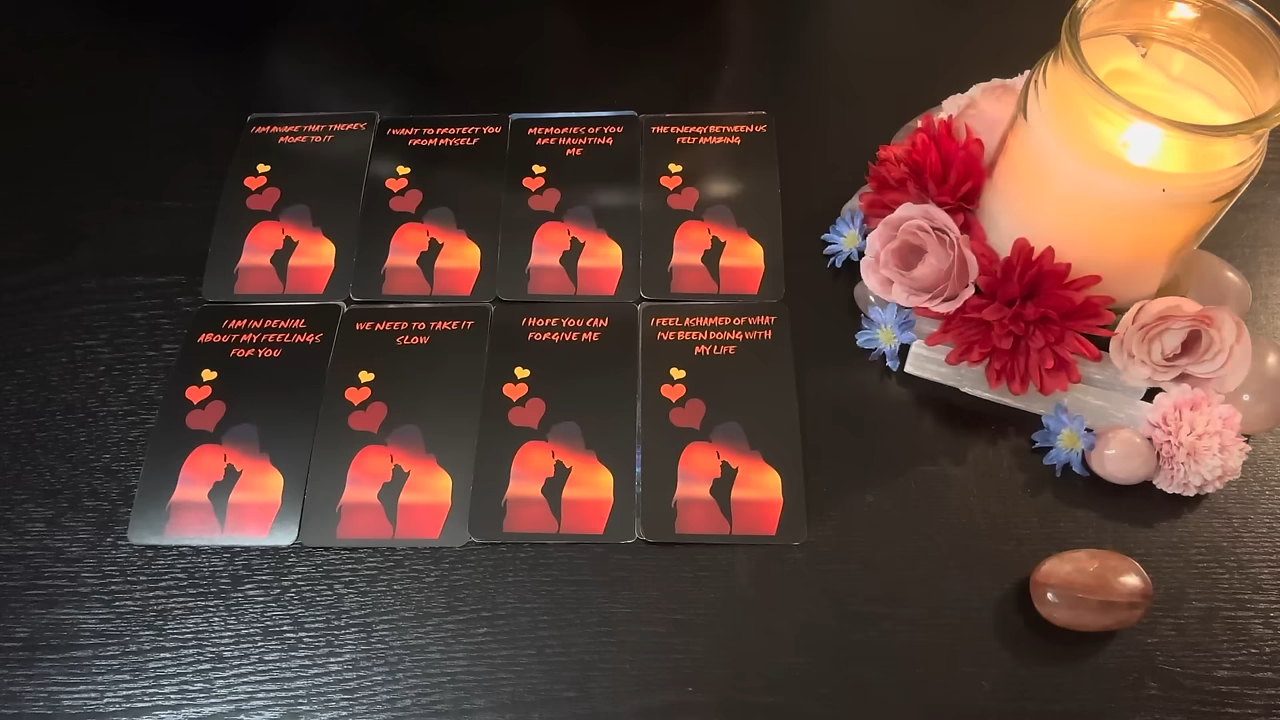 I AM AWARE THAT THERE'S
MORE TO IT
I WANT TO PROTECT YOU
FROM MYSELF
MEMORIES OF YOU
ARE HAUNTING
ME
THE ENERGY BETWEEN US
FELT AMAZING
I AM IN DENIAL
ABOUT MY FEELINGS
FOR YOU
WE NEED TO TAKE IT
SLOW
I HOPE YOU CAN
FORGIVE ME
I FEEL ASHAMED OF WHAT
I'VE BEEN DOING WITH
MY LIFE